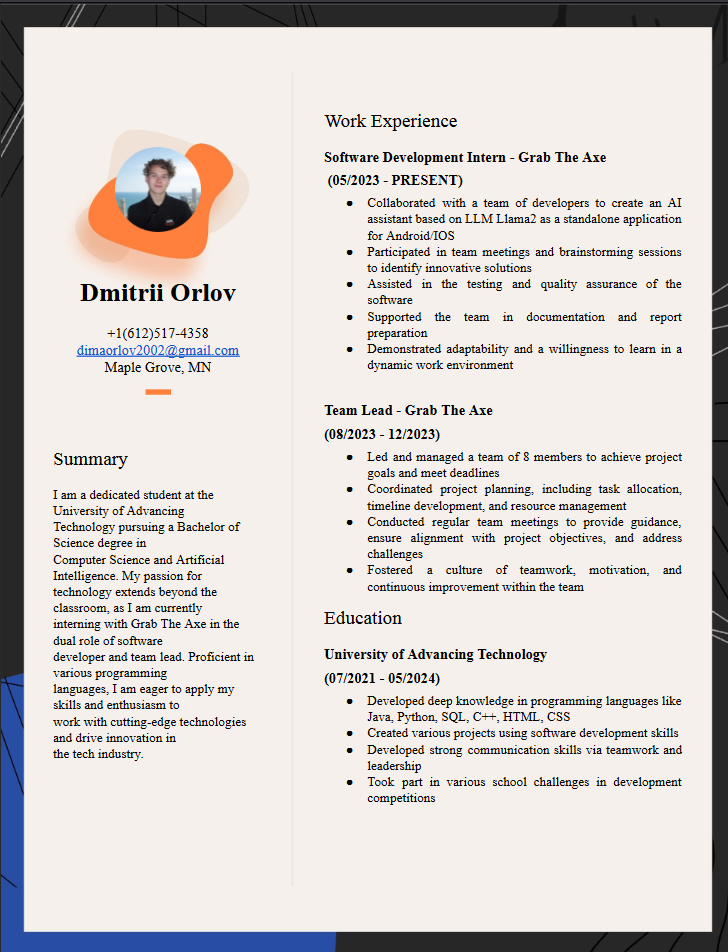 Dmitrii Orlov
+1(612)517-4358
dimaorlov2002@gmail.com
Maple Grove, MN
Summary
I am a dedicated student at the
University of Advancing
Technology pursuing a Bachelor of
Science degree in
Computer Science and Artificial
Intelligence. My passion for
technology extends beyond the
classroom, as I am currently
interning with Grab The Axe in the
dual role of software
developer and team lead. Proficient in
various programming
languages, I am eager to apply my
skills and enthusiasm to
work with cutting-edge technologies
and drive innovation in
the tech industry.
Work Experience
Software Development Intern - Grab The Axe
(05/2023 - PRESENT)
● Collaborated with a team of developers to create an AI
assistant based on LLM Llama2 as a standalone application
for Android/IOS
● Participated in team meetings and brainstorming sessions
to identify innovative solutions
● Assisted in the testing and quality assurance of the
software
● Supported the team in documentation and report
preparation
● Demonstrated adaptability and a willingness to learn in a
dynamic work environment
Team Lead - Grab The Axe
(08/2023 - 12/2023)
● Led and managed a team of 8 members to achieve project
goals and meet deadlines
● Coordinated project planning, including task allocation,
timeline development, and resource management
● Conducted regular team meetings to provide guidance,
ensure alignment with project objectives, and address
challenges
● Fostered a culture of teamwork, motivation, and
continuous improvement within the team
Education
University of Advancing Technology
(07/2021 - 05/2024)
● Developed deep knowledge in programming languages like
Java, Python, SQL, C++, HTML, CSS
● Created various projects using software development skills
● Developed strong communication skills via teamwork and
leadership
● Took part in various school challenges in development
competitions